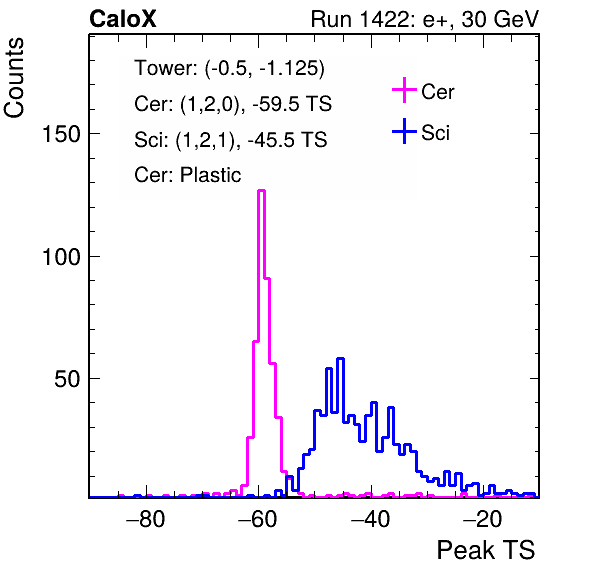 CaloX Run 1422: e+, 30 GeV
Counts
Tower: (-0.5, -1.125)
Cer: (1,2,0), -59.5 TS
Sci: (1,2,1), -45.5 TS
Cer: Plastic
Cer
Sci
150
100
50
−80 −60 −40 −20
Peak TS